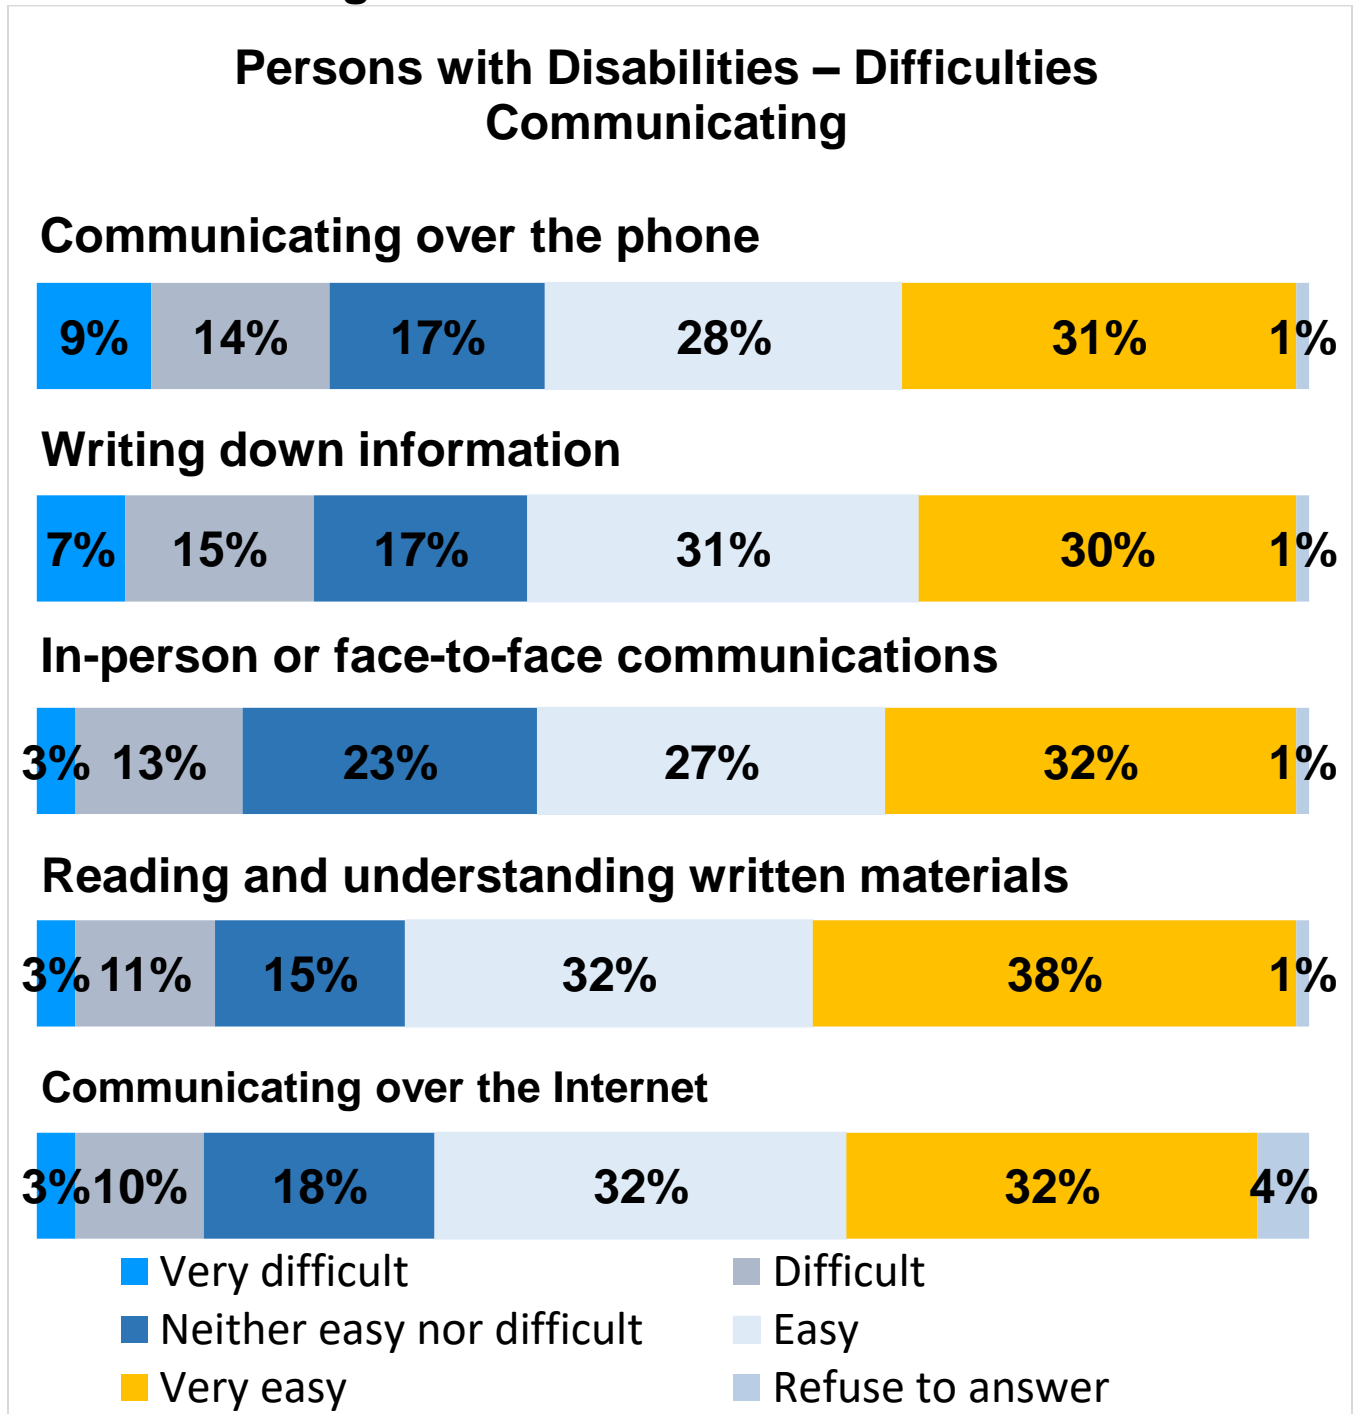 Persons with Disabilities – Difficulties
Communicating
Communicating over the phone
9% 14% 17% 28% 31% 1%
Writing down information
7% 15% 17% 31% 30% 1%
In-person or face-to-face communications
3% 13% 23% 27% 32% 1%
Reading and understanding written materials
3% 11% 15% 32% 38% 1%
Communicating over the Internet
3% 10% 18% 32% 32% 4%
Very difficult Difficult
Neither easy nor difficult Easy
Very easy Refuse to answer